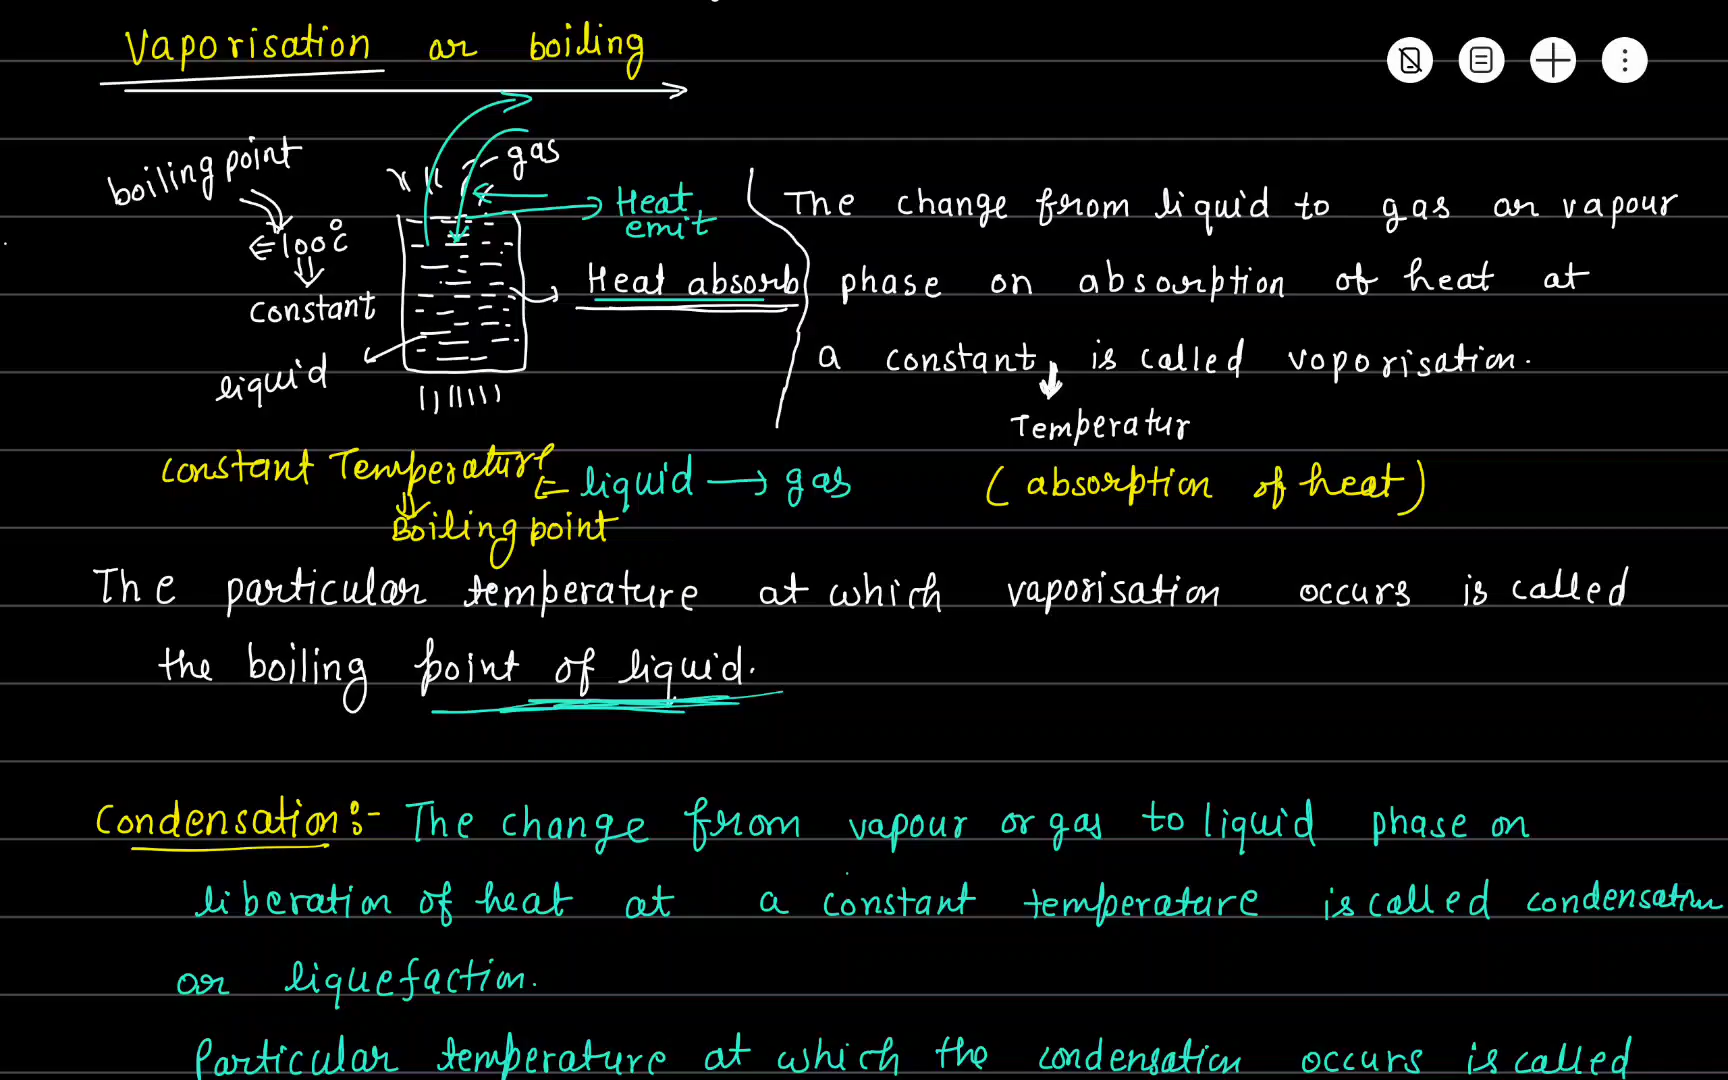 Vaporisation or boiling
boiling point
gas
Heat
emit
100°c
constant
Heat absorb
liquid
The change from liquid to gas or vapour
phase on absorption of heat at
a constant is called voporisation.
Temperatur
Constant Temperature liquid → gas (absorption of heat)
Boiling point
The particular temperature at which vaporisation occurs is called
the boiling point of liquid.
Condensation:- The change from vapour or gas to liquid phase on
liberation of heat at a constant temperature is called condensation
or liquefaction.
Particular temperature at which the condensation occurs is called